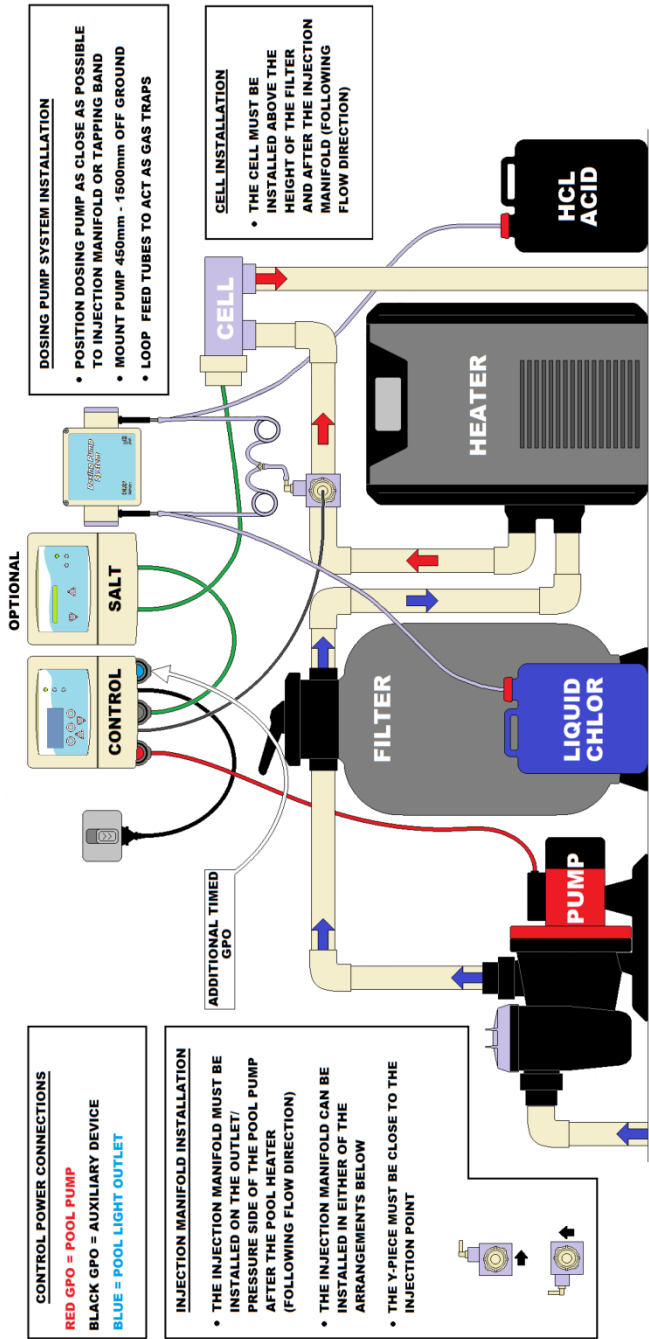 CONTROL POWER CONNECTIONS
RED GPO = POOL PUMP
BLACK GPO = AUXILIARY DEVICE
BLUE = POOL LIGHT OUTLET
INJECTION MANIFOLD INSTALLATION
• THE INJECTION MANIFOLD MUST BE
INSTALLED ON THE OUTLET/
PRESSURE SIDE OF THE POOL PUMP
AFTER THE POOL HEATER
(FOLLOWING FLOW DIRECTION)
• THE INJECTION MANIFOLD CAN BE
INSTALLED IN EITHER OF THE
ARRANGEMENTS BELOW
• THE Y-PIECE MUST BE CLOSE TO THE
INJECTION POINT
ADDITIONAL TIMED
GPO
OPTIONAL
CONTROL
SALT
Dosing Pump
System
DOSING PUMP SYSTEM INSTALLATION
• POSITION DOSING PUMP AS CLOSE AS POSSIBLE
TO INJECTION MANIFOLD OR TAPPING BAND
• MOUNT PUMP 450mm - 1500mm OFF GROUND
• LOOP FEED TUBES TO ACT AS GAS TRAPS
CELL INSTALLATION
• THE CELL MUST BE
INSTALLED ABOVE THE
HEIGHT OF THE FILTER
AND AFTER THE INJECTION
MANIFOLD (FOLLOWING
FLOW DIRECTION)
CELL
PUMP
FILTER
LIQUID
CHLOR
HEATER
HCL
ACID